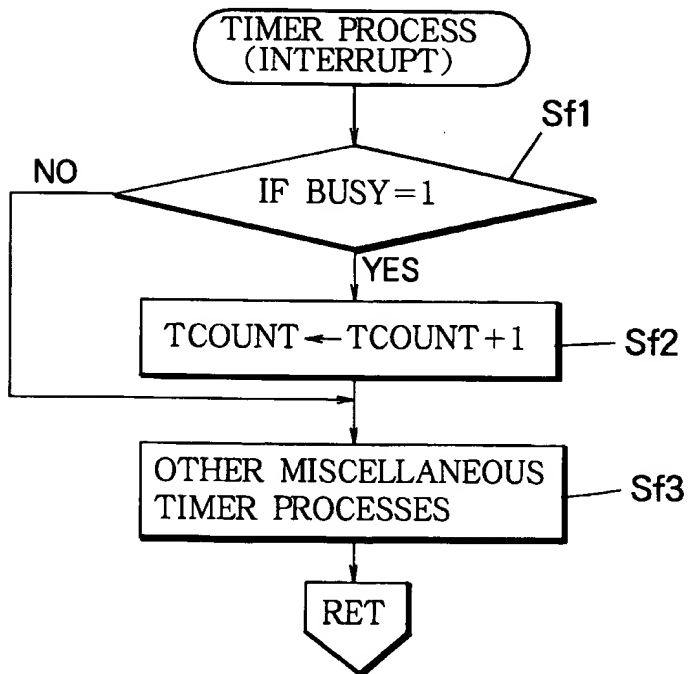 TIMER PROCESS
(INTERRUPT)
Sf1
NO
IF BUSY=1
YES
TCOUNT←TCOUNT+1
Sf2
OTHER MISCELLANEOUS
TIMER PROCESSES
Sf3
RET